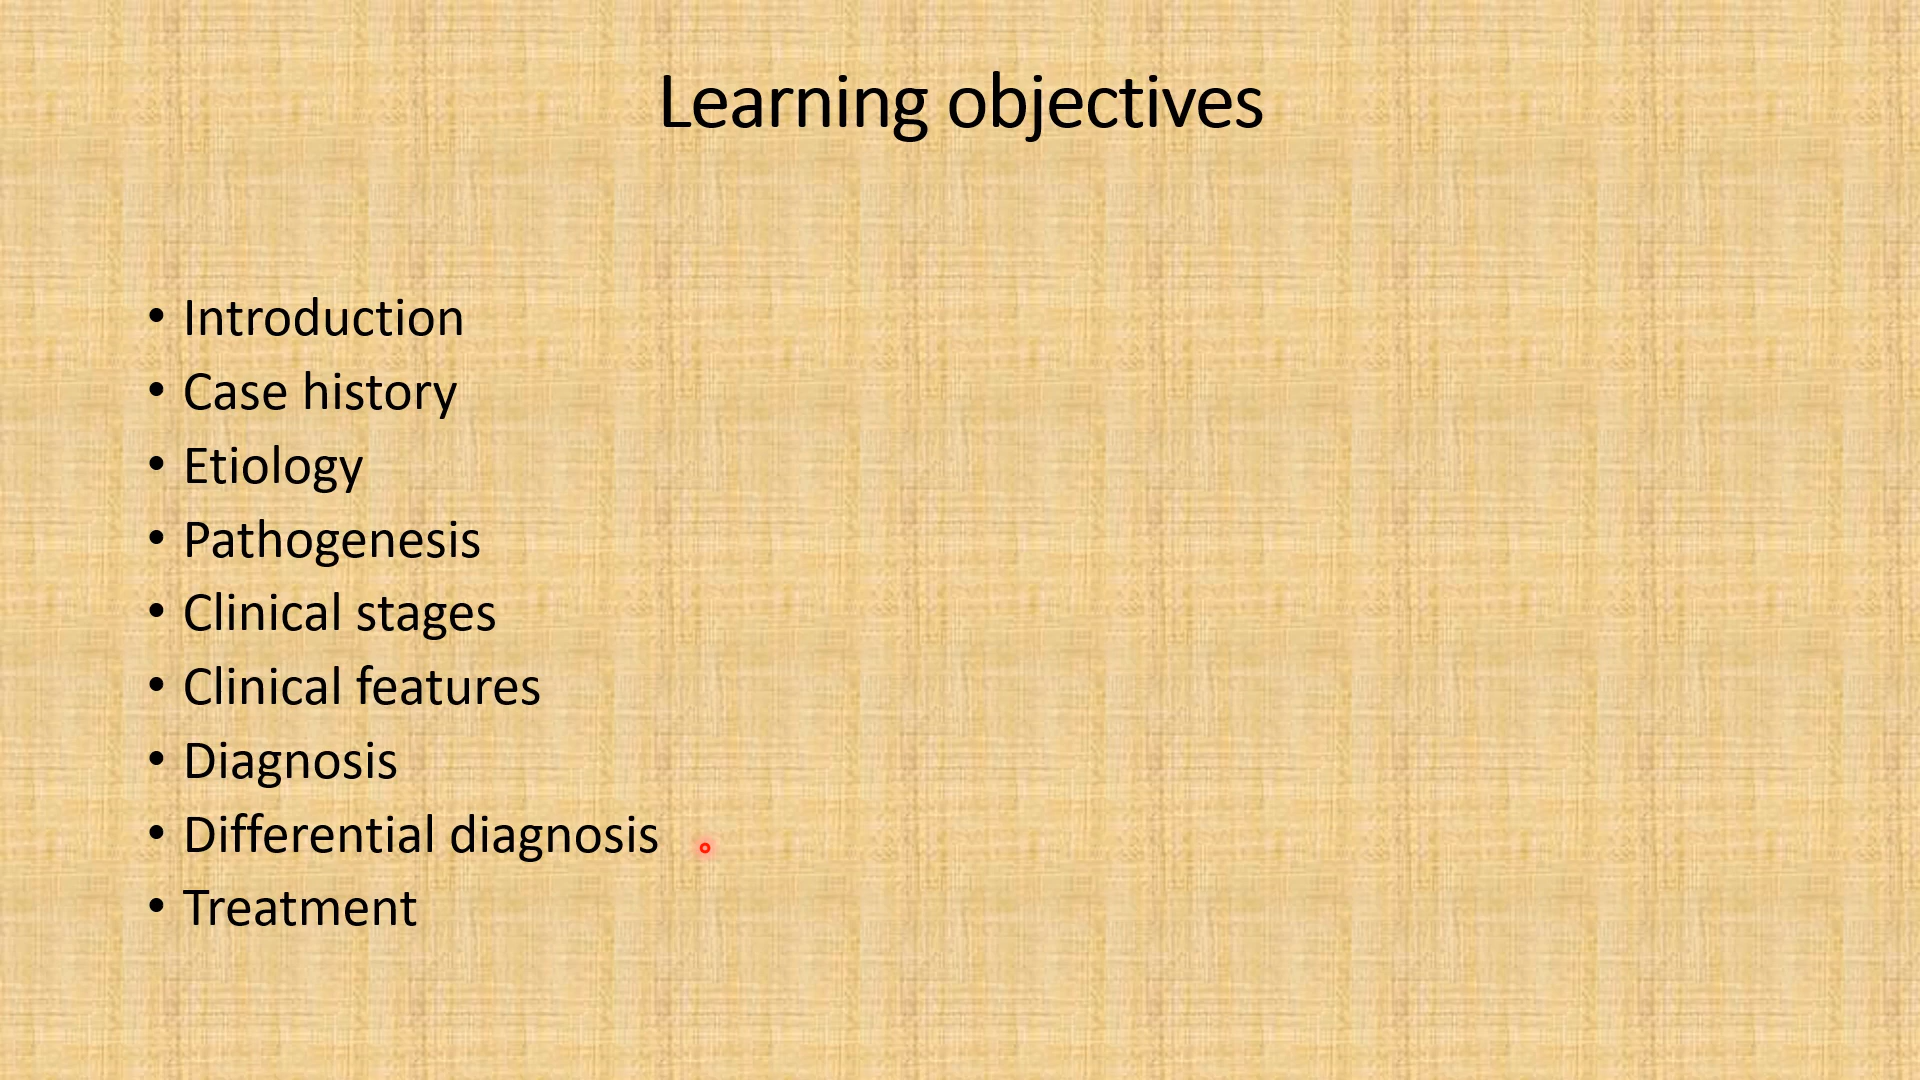 Learning objectives
• Introduction
• Case history
• Etiology
• Pathogenesis
• Clinical stages
• Clinical features
• Diagnosis
• Differential diagnosis
• Treatment